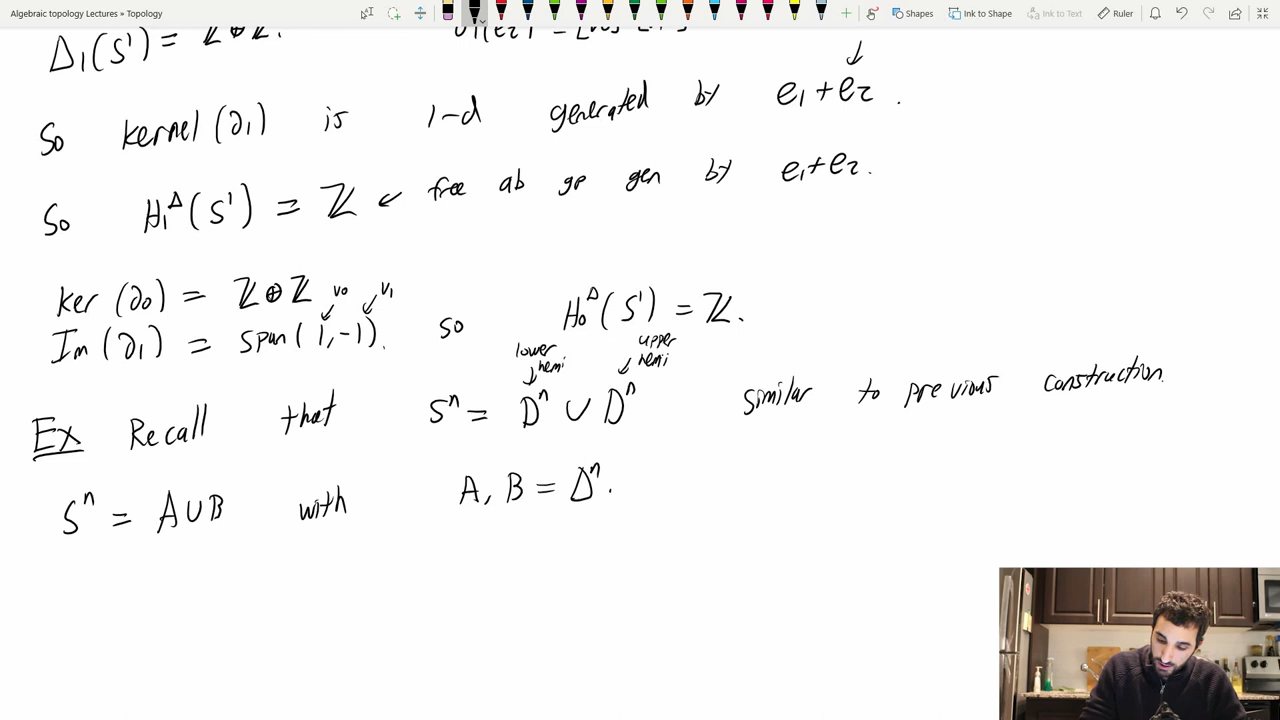 Algebraic topology Lectures » Topology
Shapes Ink to Shape Ink to Text Ruler
Δ₁(S¹) = ℤ⊕ℤ.
So kernel(∂₁) is 1-d generated by e₁+e₂.
So H₁^Δ(S¹) = ℤ ↙ free ab gp gen by e₁+e₂.
ker(∂₀) = ℤ⊕ℤ v₀ v₁
Im(∂₁) = span(1,-1). so H₀^Δ(S¹) = ℤ.
lower hemi upper hemi
Ex Recall that Sⁿ = Dⁿ ∪ Dⁿ similar to previous construction.
Sⁿ = A∪B with A, B = Δⁿ.